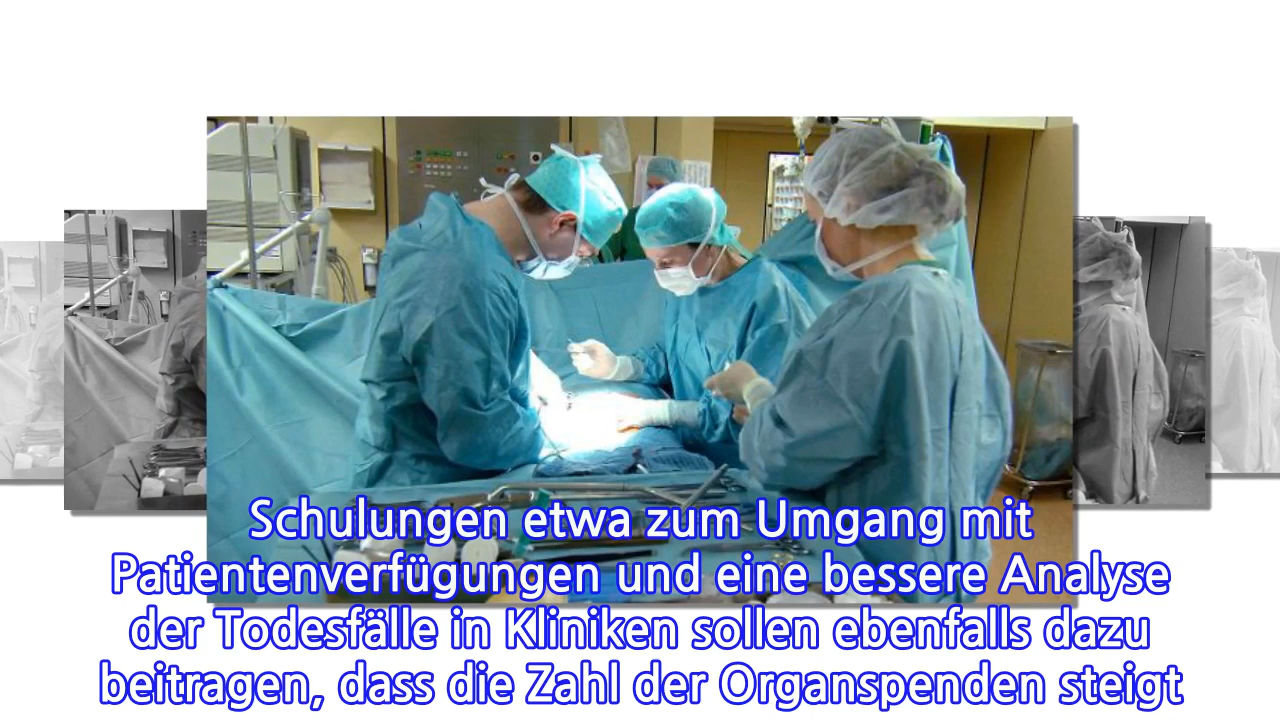 Schulungen etwa zum Umgang mit
Patientenverfügungen und eine bessere Analyse
der Todesfälle in Kliniken sollen ebenfalls dazu
beitragen, dass die Zahl der Organspenden steigt